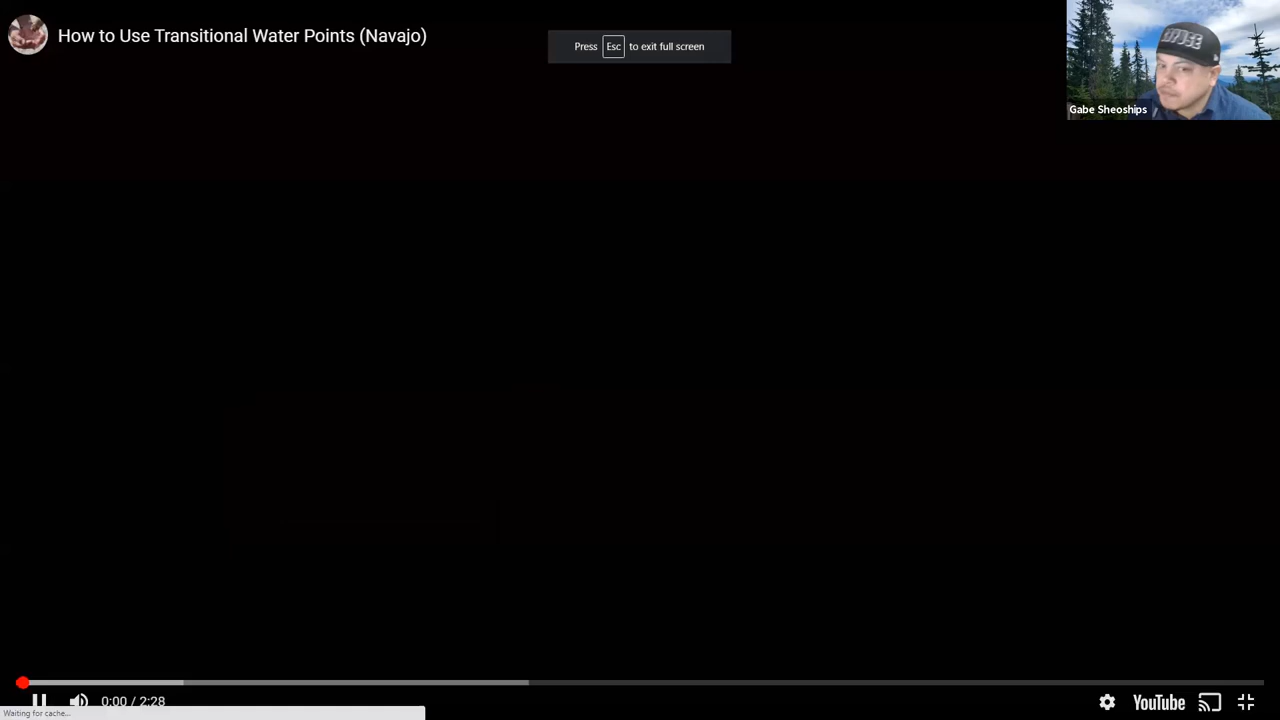 How to Use Transitional Water Points (Navajo)
Press Esc to exit full screen
Gabe Sheoships
0:00 / 2:28
YouTube
Waiting for cache...